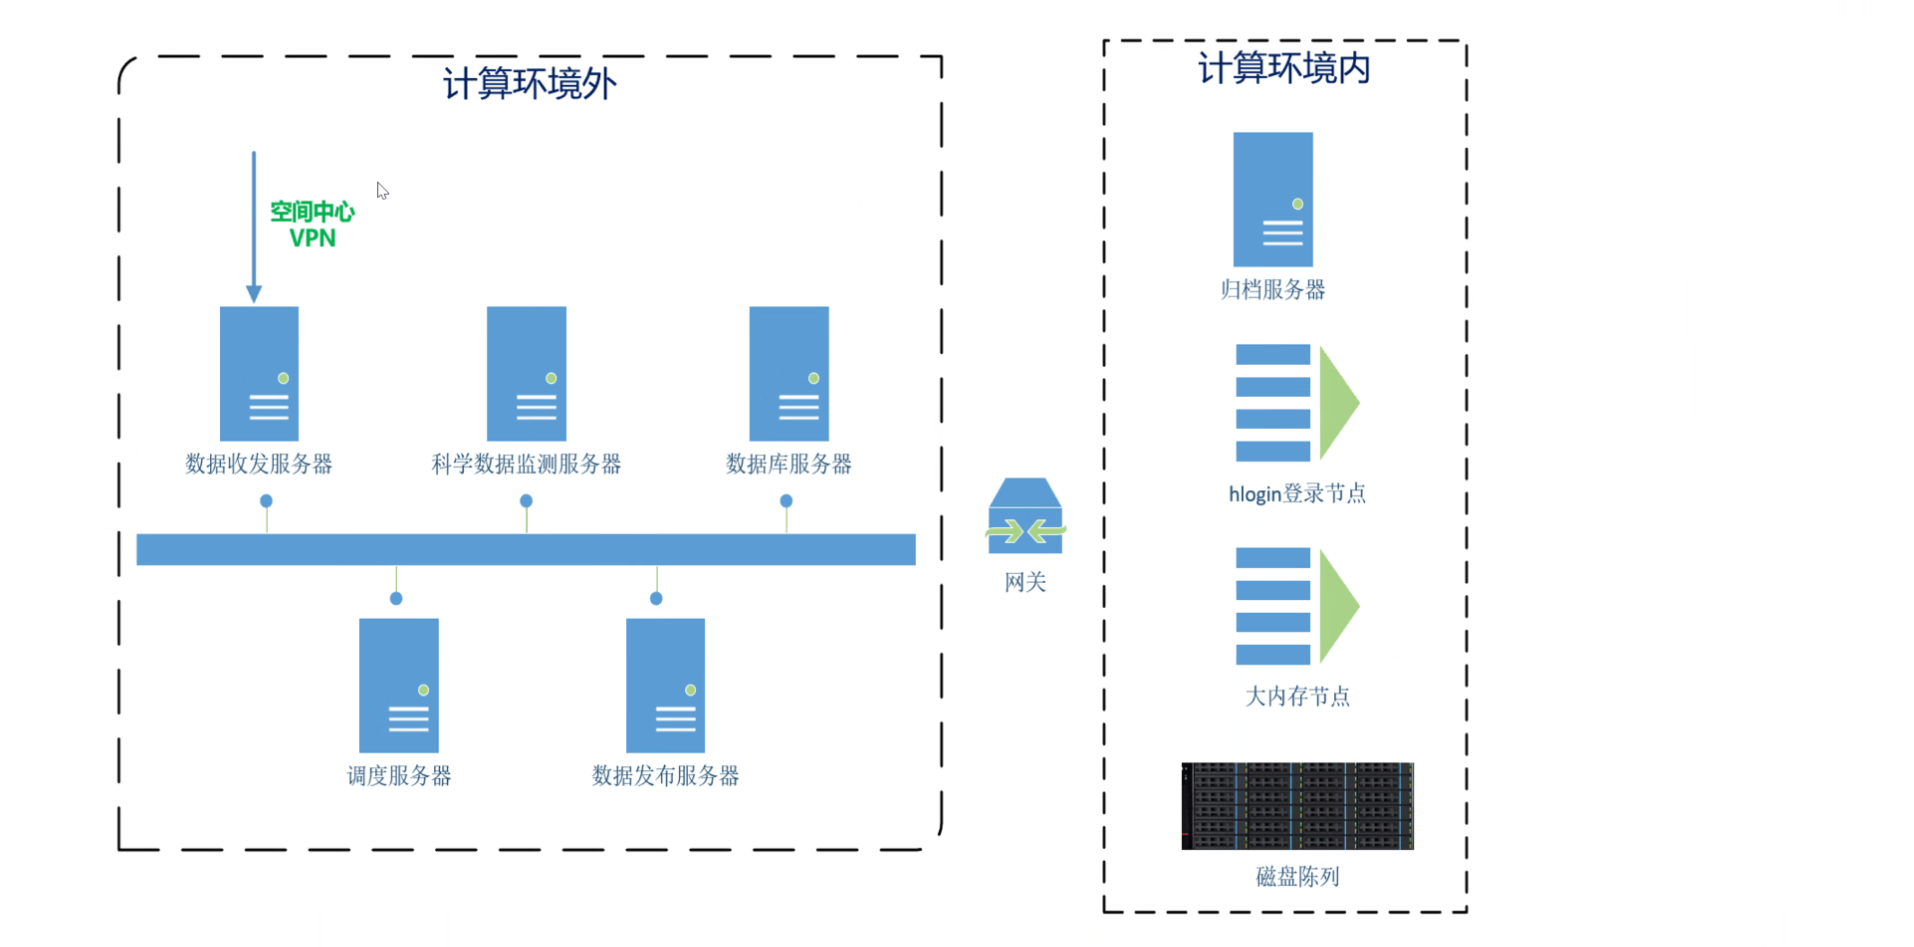 计算环境外
空间中心
VPN
数据收发服务器
科学数据监测服务器
数据库服务器
调度服务器
数据发布服务器
网关
计算环境内
归档服务器
hlogin登录节点
大内存节点
磁盘陈列